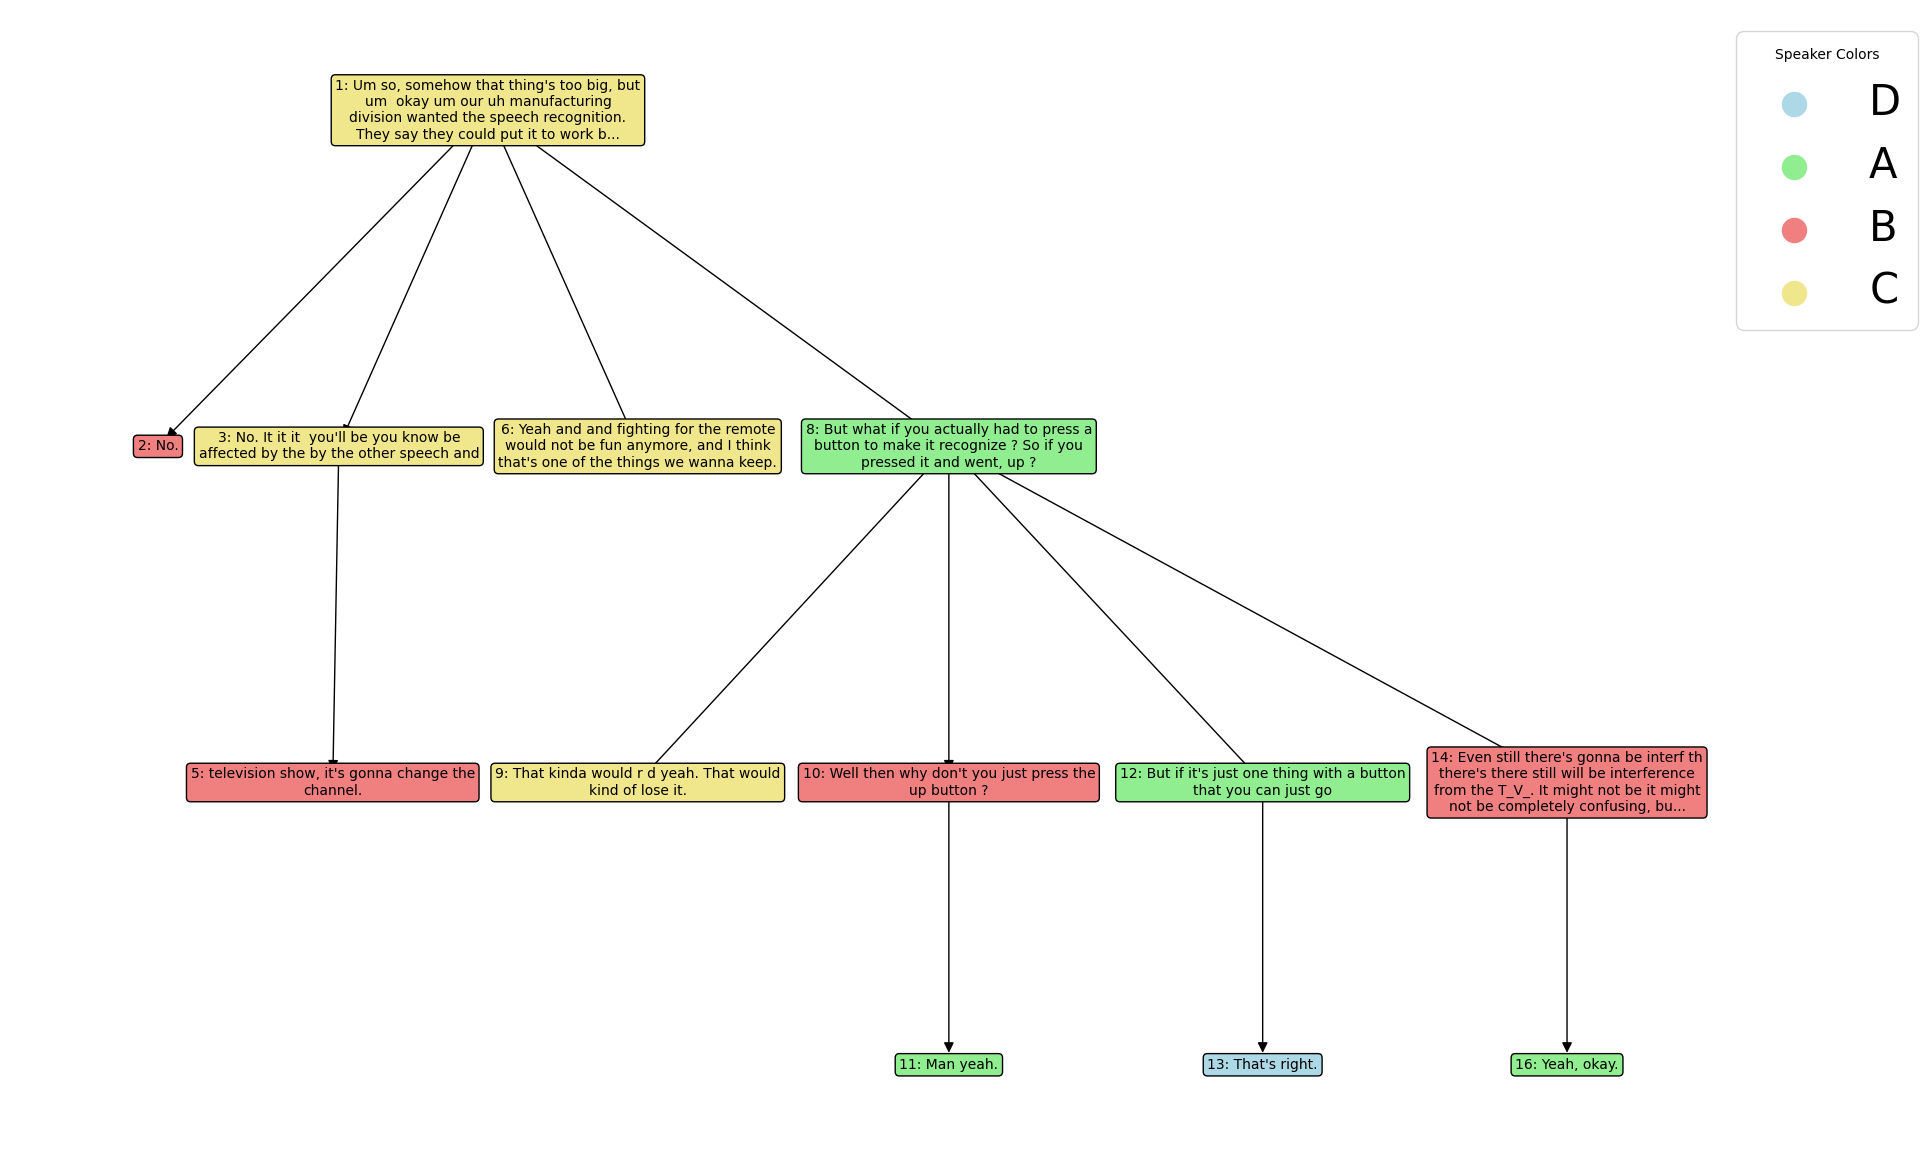 Speaker Colors
D
A
B
C
1: Um so, somehow that thing's too big, but
um  okay um our uh manufacturing
division wanted the speech recognition.
They say they could put it to work b...
2: No.
3: No. It it it  you'll be you know be
affected by the by the other speech and
6: Yeah and and fighting for the remote
would not be fun anymore, and I think
that's one of the things we wanna keep.
8: But what if you actually had to press a
button to make it recognize ? So if you
pressed it and went, up ?
5: television show, it's gonna change the
channel.
9: That kinda would r d yeah. That would
kind of lose it.
10: Well then why don't you just press the
up button ?
12: But if it's just one thing with a button
that you can just go
14: Even still there's gonna be interf th
there's there still will be interference
from the T_V_. It might not be it might
not be completely confusing, bu...
11: Man yeah.
13: That's right.
16: Yeah, okay.